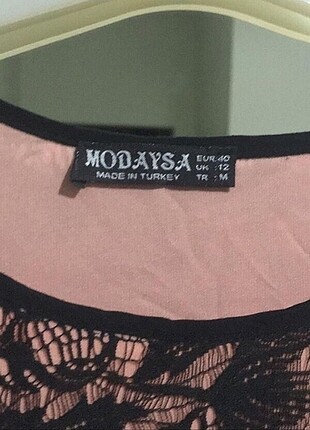 MODAYSA
MADE IN TURKEY
EUR: 40
UK : 12
TR : M